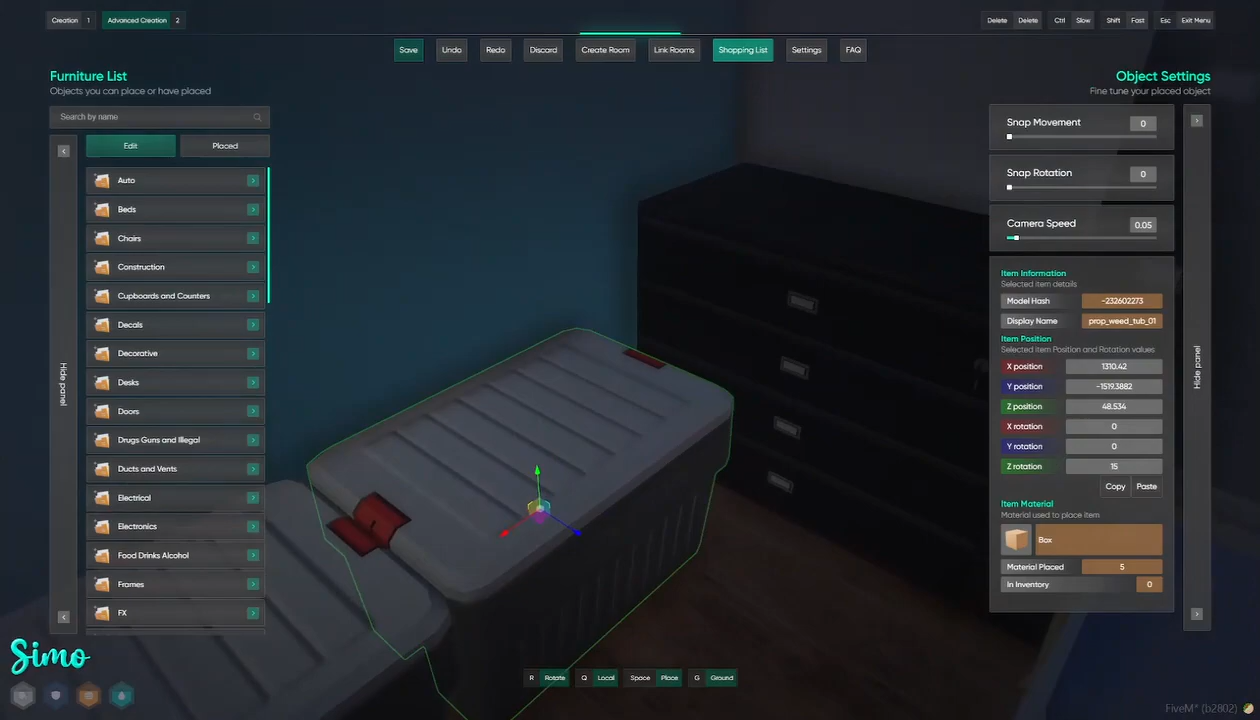 Creation 1 Advanced Creation 2
Delete Delete Ctrl Slow Shift Fast Esc Exit Menu
Save Undo Redo Discard Create Room Link Rooms Shopping List Settings FAQ
Furniture List
Objects you can place or have placed
Search by name
Edit Placed
Hide panel
Auto
Beds
Chairs
Construction
Cupboards and Counters
Decals
Decorative
Desks
Doors
Drugs Guns and Illegal
Ducts and Vents
Electrical
Electronics
Food Drinks Alcohol
Frames
FX
Object Settings
Fine tune your placed object
Snap Movement 0
Snap Rotation 0
Camera Speed 0.05
Item Information
Selected item details
Model Hash -232602273
Display Name prop_weed_tub_01
Item Position
Selected Item Position and Rotation values
X position 1310.42
Y position -1519.3882
Z position 48.534
X rotation 0
Y rotation 0
Z rotation 15
Copy Paste
Item Material
Material used to place item
Box
Material Placed 5
In Inventory 0
Hide panel
Simo
R Rotate Q Local Space Place G Ground
FiveM* (b2802)